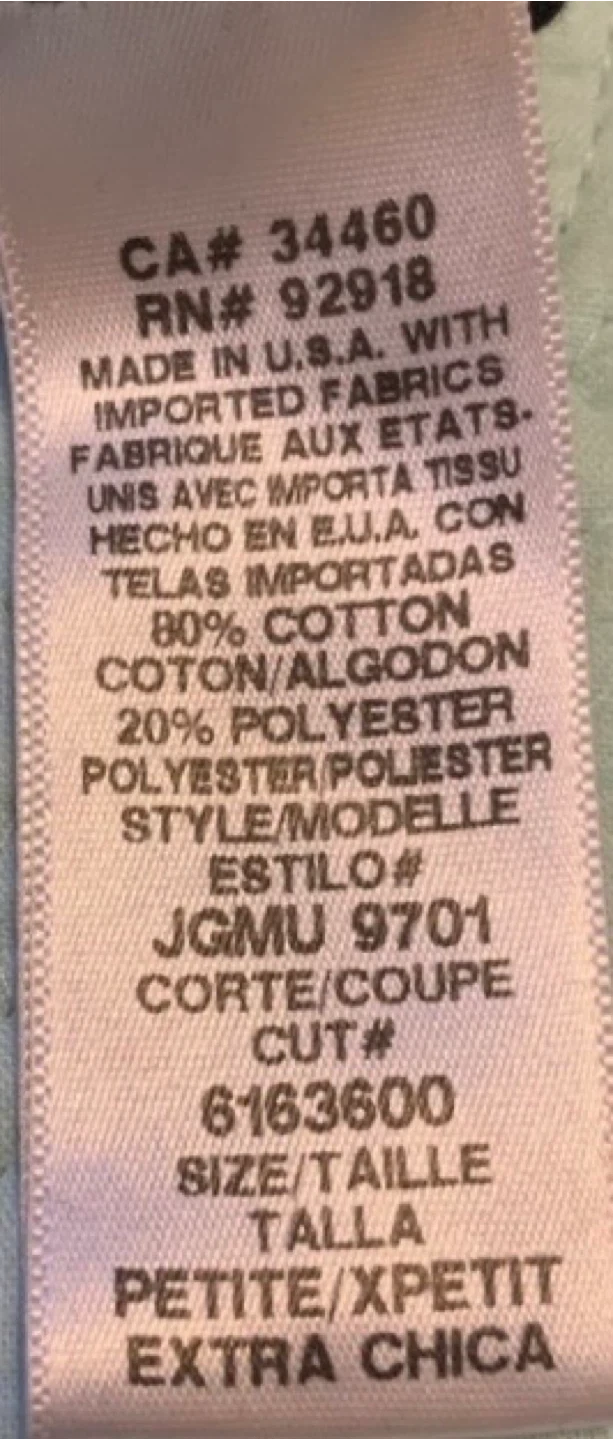 CA# 34460
RN# 92918
MADE IN U.S.A. WITH
IMPORTED FABRICS
FABRIQUE AUX ETATS-
UNIS AVEC IMPORTA TISSU
HECHO EN E.U.A. CON
TELAS IMPORTADAS
80% COTTON
COTON/ALGODON
20% POLYESTER
POLYESTER/POLIESTER
STYLE/MODELLE
ESTILO#
JGMU 9701
CORTE/COUPE
CUT#
6163600
SIZE/TAILLE
TALLA
PETITE/XPETIT
EXTRA CHICA